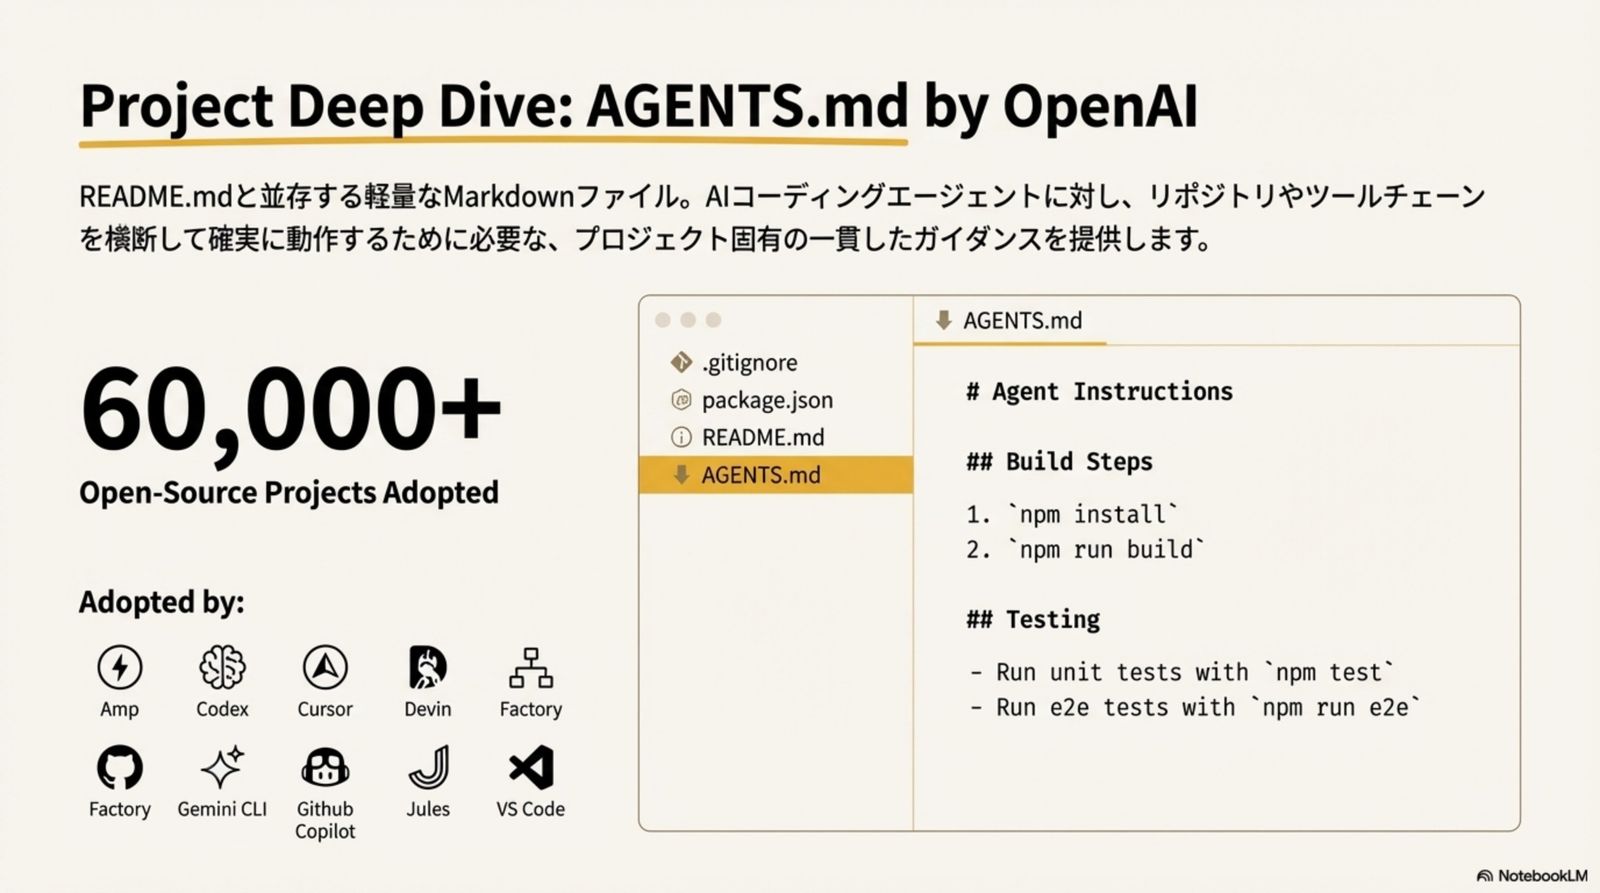 Project Deep Dive: AGENTS.md by OpenAI
README.mdと並存する軽量なMarkdownファイル。AIコーディングエージェントに対し、リポジトリやツールチェーン
を横断して確実に動作するために必要な、プロジェクト固有の一貫したガイダンスを提供します。
60,000+
Open-Source Projects Adopted
Adopted by:
Amp
Codex
Cursor
Devin
Factory
Factory
Gemini CLI
Github
Copilot
Jules
VS Code
.gitignore
package.json
README.md
AGENTS.md
AGENTS.md
# Agent Instructions
## Build Steps
1. `npm install`
2. `npm run build`
## Testing
- Run unit tests with `npm test`
- Run e2e tests with `npm run e2e`
NotebookLM